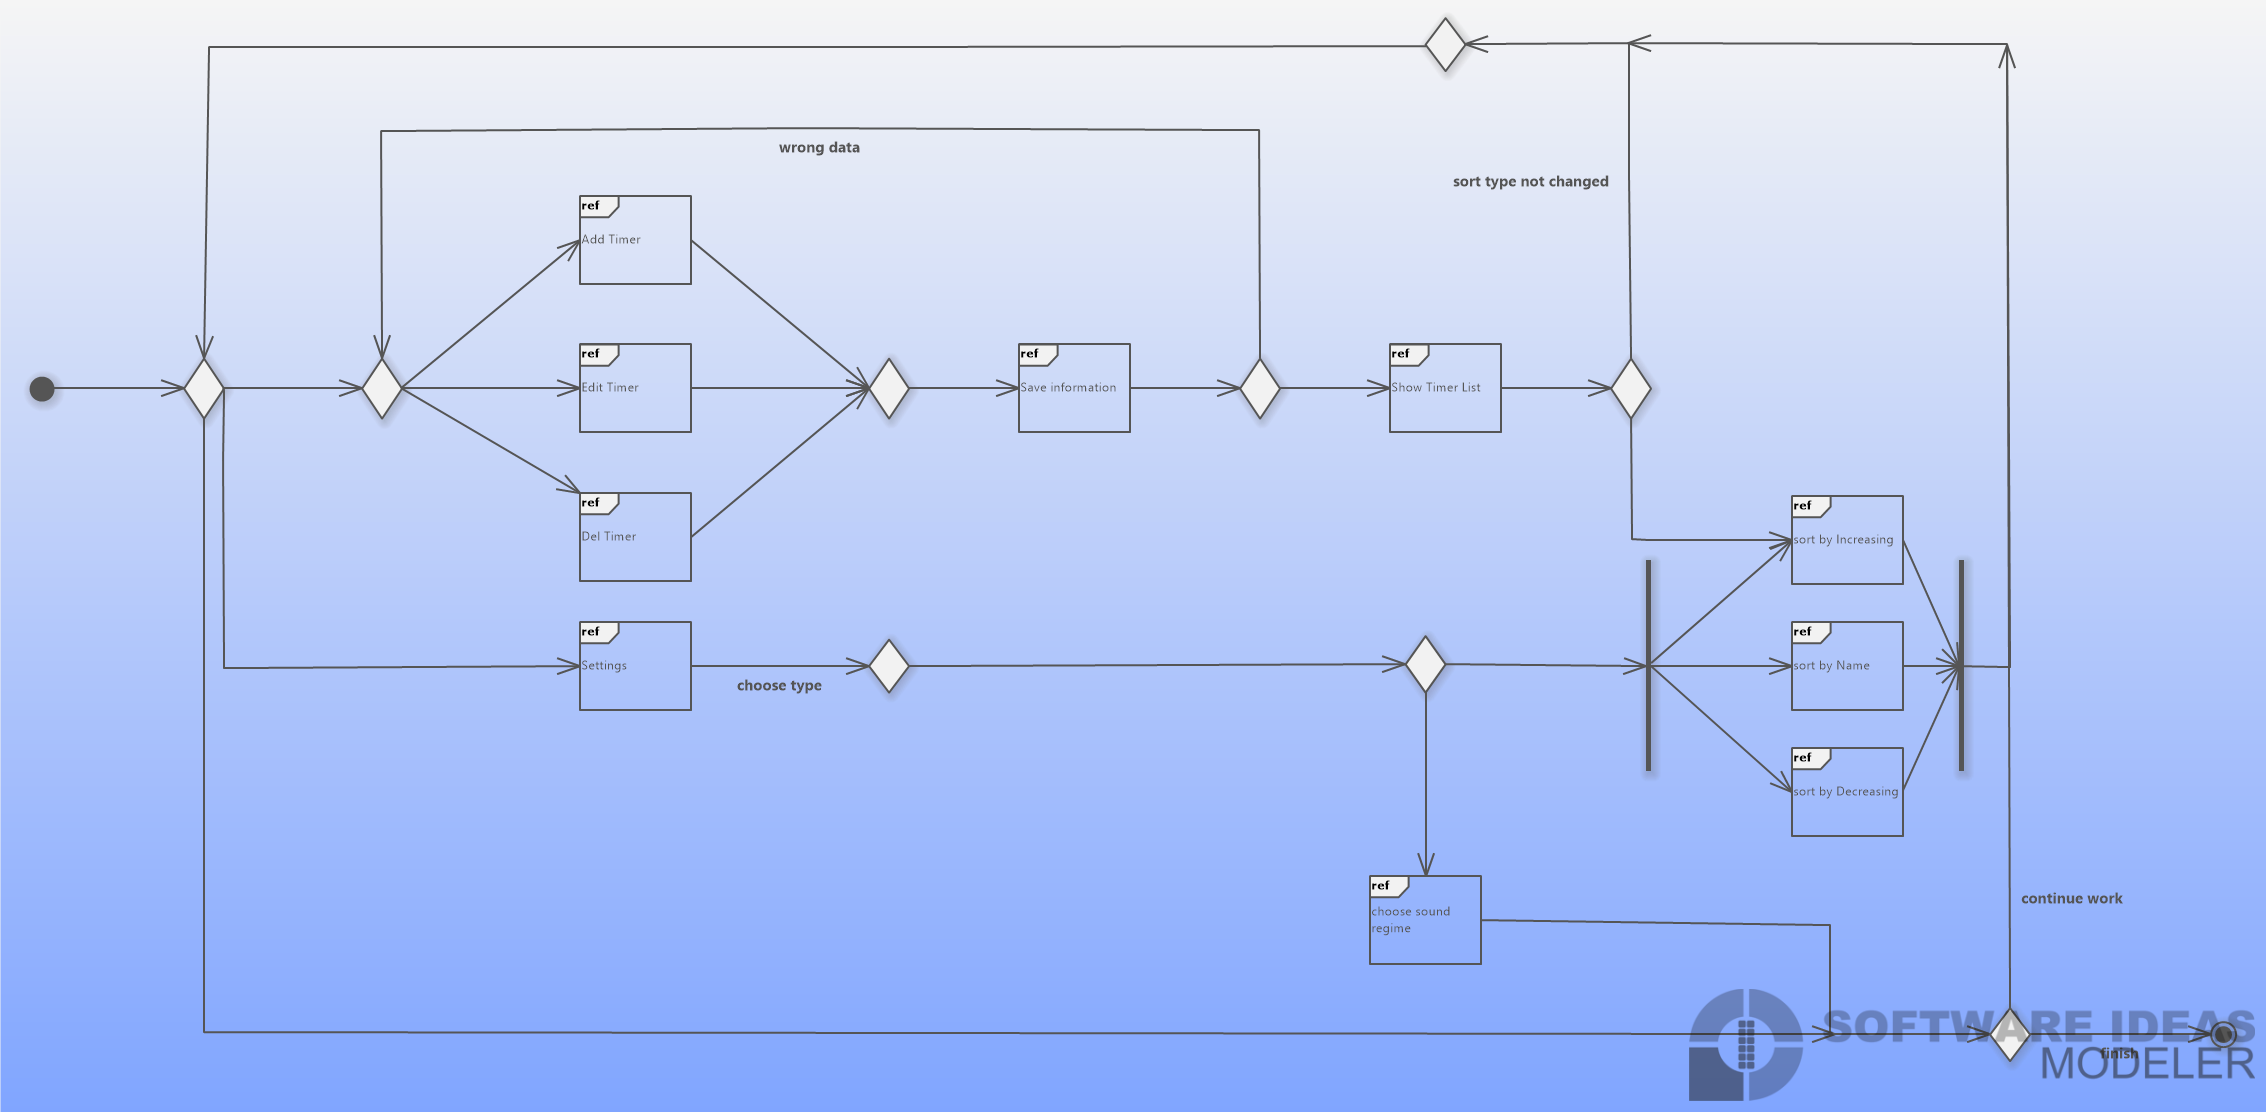 wrong data
sort type not changed
ref
Add Timer
ref
Edit Timer
ref
Save information
ref
Show Timer List
ref
Del Timer
ref
sort by Increasing
ref
Settings
choose type
ref
sort by Name
ref
sort by Decreasing
ref
choose sound
regime
continue work
finish
SOFTWARE IDEAS
MODELER